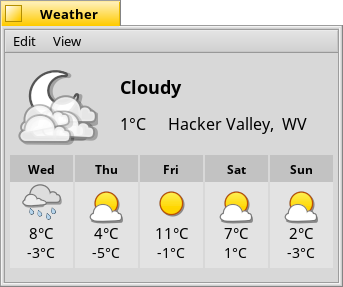 Weather
Edit View
Cloudy
1°C Hacker Valley, WV
Wed Thu Fri Sat Sun
8°C 4°C 11°C 7°C 2°C
-3°C -5°C -1°C 1°C -3°C